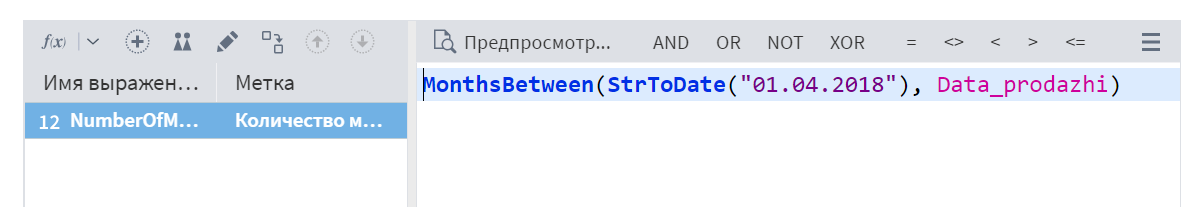 f(x) Предпросмотр... AND OR NOT XOR = <> < > <=
Имя выражен... Метка
MonthsBetween(StrToDate("01.04.2018"), Data_prodazhi)
12 NumberOfM... Количество м...